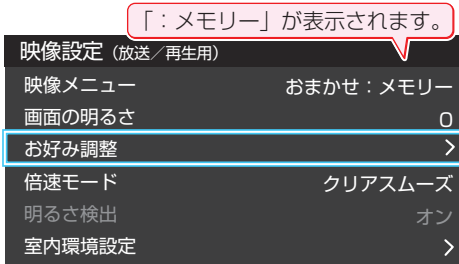 「：メモリー」が表示されます。
映像設定（放送／再生用）
映像メニュー おまかせ：メモリー
画面の明るさ 0
お好み調整
倍速モード クリアスムーズ
明るさ検出 オン
室内環境設定